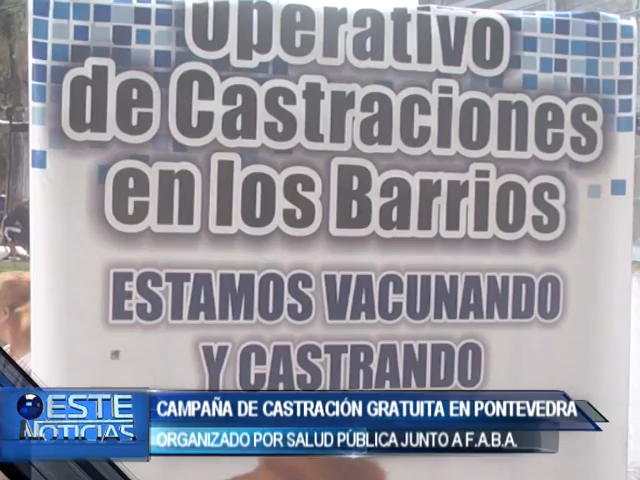 Operativo
de Castraciones
en los Barrios
ESTAMOS VACUNANDO
Y CASTRANDO
OESTE
NOTICIAS
CAMPAÑA DE CASTRACIÓN GRATUITA EN PONTEVEDRA
ORGANIZADO POR SALUD PÚBLICA JUNTO A F.A.B.A.